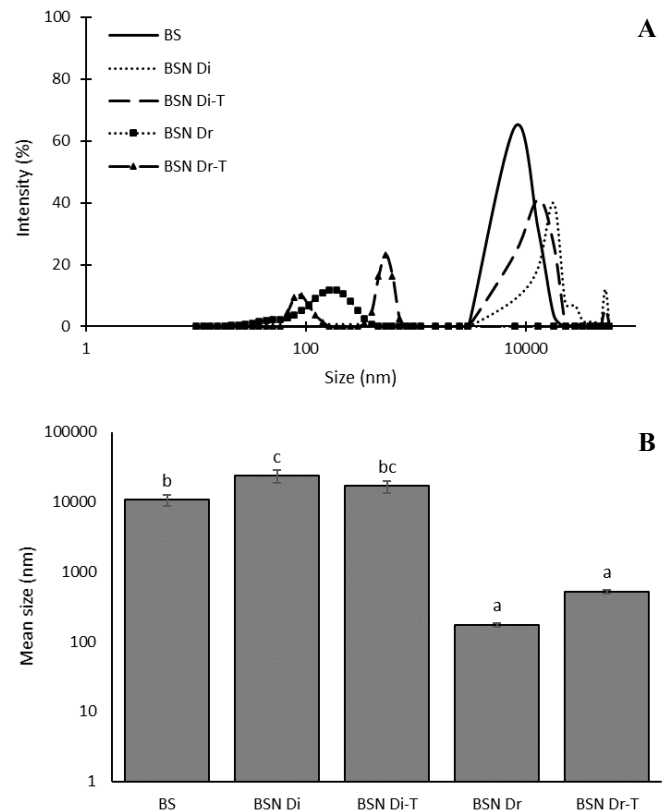 A
100
80
60
40
20
0
Intensity (%)
BS
BSN Di
BSN Di-T
BSN Dr
BSN Dr-T
1
100
10000
Size (nm)
B
100000
10000
1000
100
10
1
Mean size (nm)
b
c
bc
a
a
BS
BSN Di
BSN Di-T
BSN Dr
BSN Dr-T